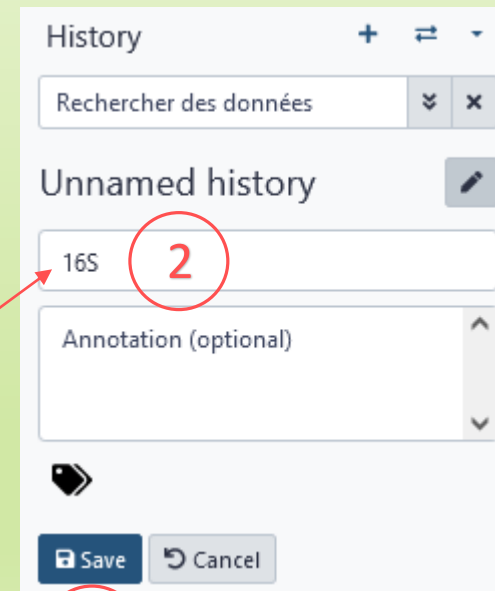 History
Rechercher des données
Unnamed history
16S 2
Annotation (optional)
Save Cancel